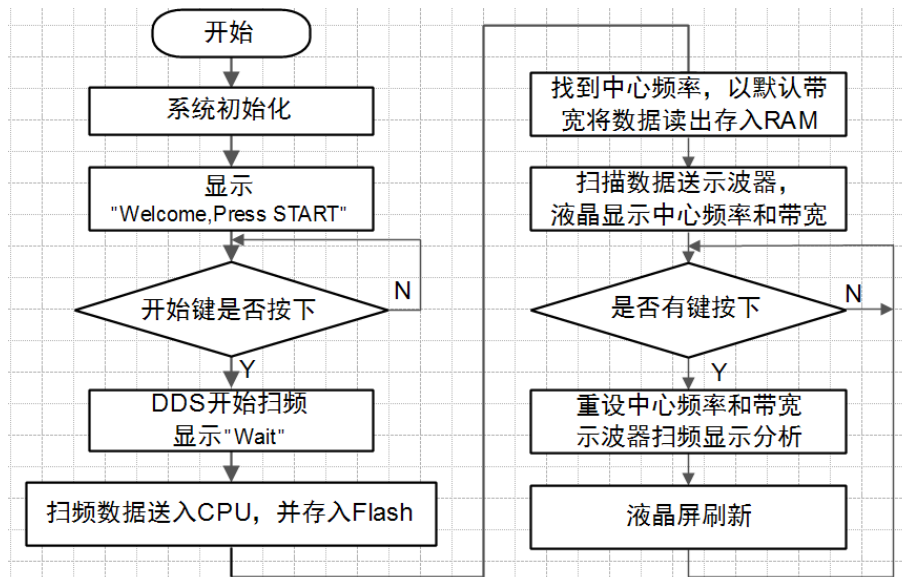 开始
系统初始化
显示
"Welcome,Press START"
开始键是否按下
N
Y
DDS开始扫频
显示"Wait"
扫频数据送入CPU，并存入Flash
找到中心频率，以默认带
宽将数据读出存入RAM
扫描数据送示波器，
液晶显示中心频率和带宽
是否有键按下
N
Y
重设中心频率和带宽
示波器扫频显示分析
液晶屏刷新